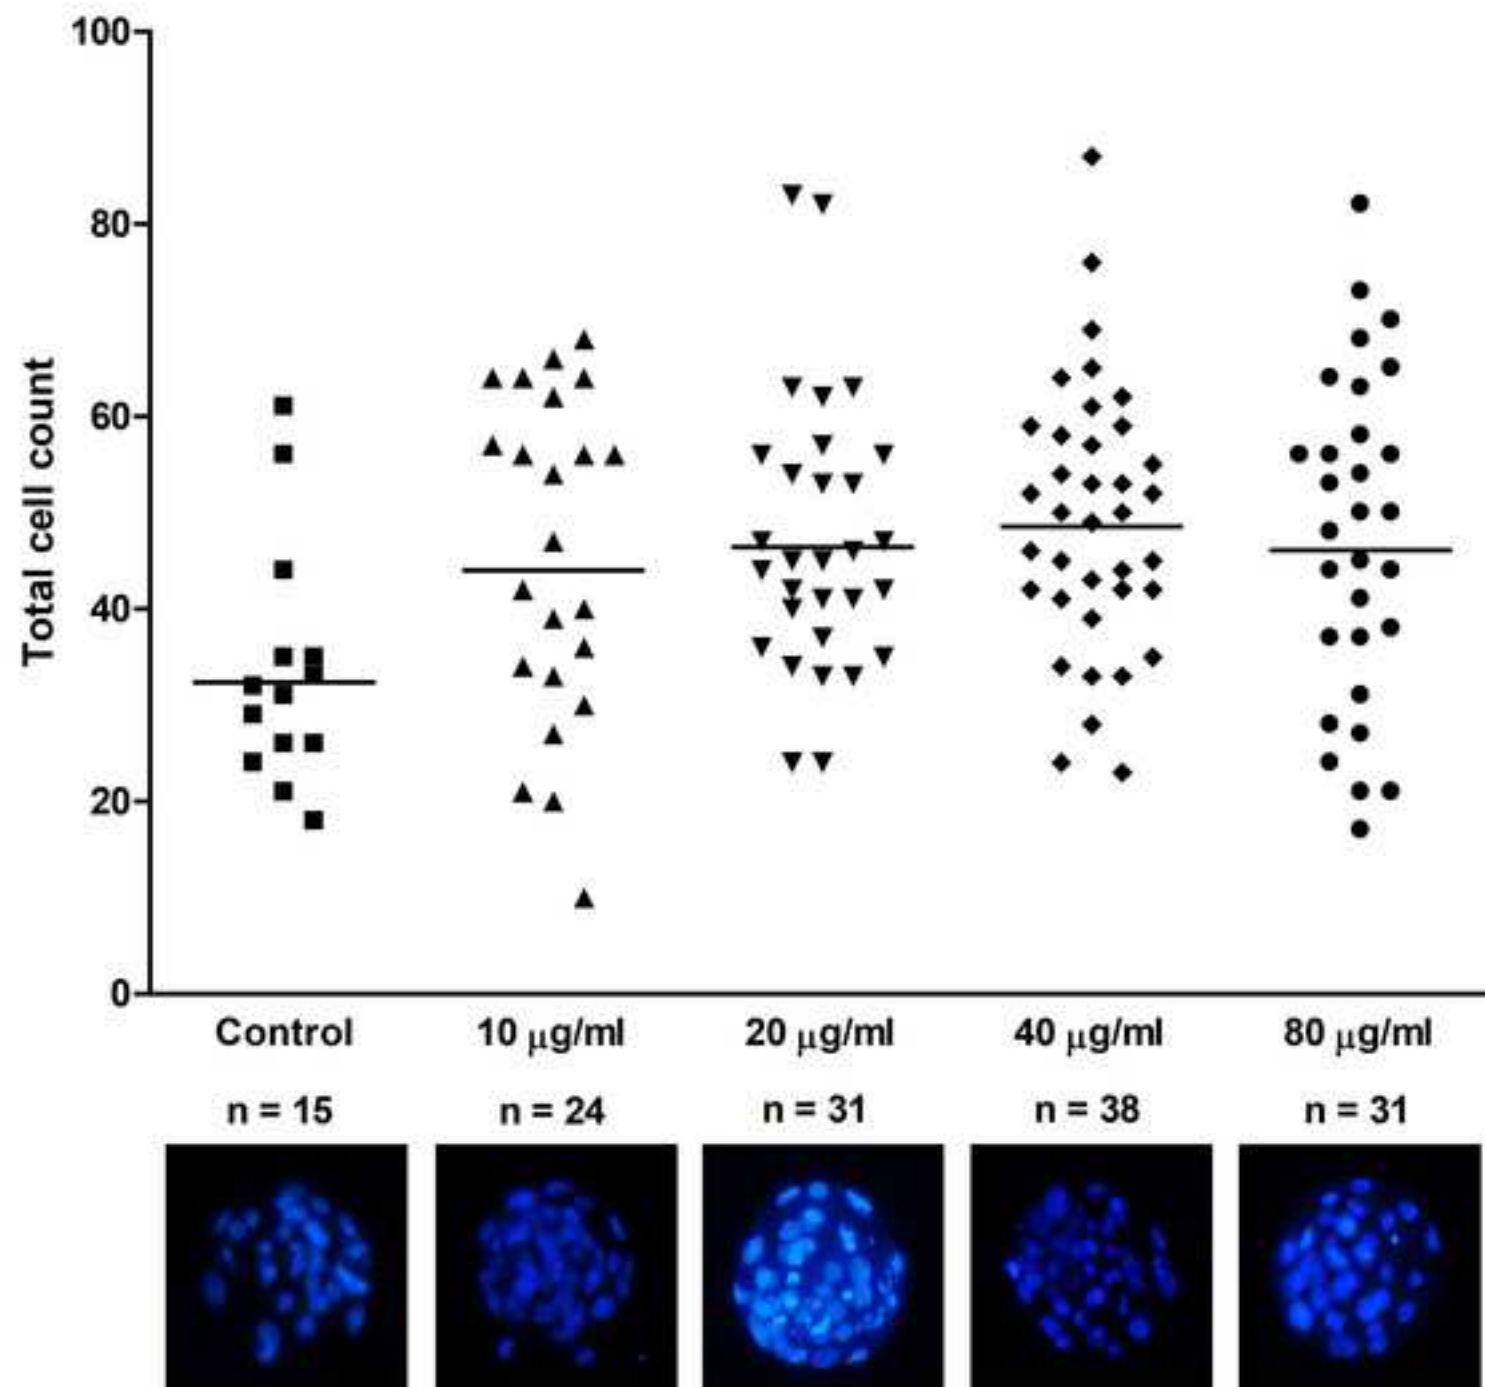 Total cell count
100
80
60
40
20
0
Control 10 μg/ml 20 μg/ml 40 μg/ml 80 μg/ml
n = 15 n = 24 n = 31 n = 38 n = 31